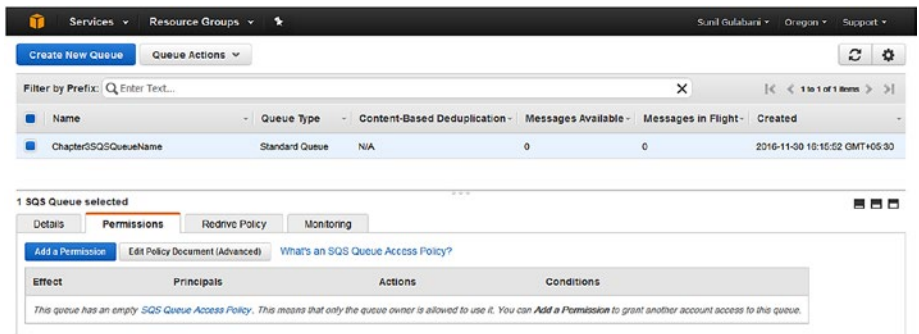 Services Resource Groups Sunil Gulabani Oregon Support
Create New Queue Queue Actions
Filter by Prefix: Enter Text... 1 to 1 of 1 items
Name Queue Type Content-Based Deduplication Messages Available Messages in Flight Created
Chapter3SQSQueueName Standard Queue N/A 0 0 2016-11-30 16:15:52 GMT+05:30
1 SQS Queue selected
Details Permissions Redrive Policy Monitoring
Add a Permission Edit Policy Document (Advanced) What's an SQS Queue Access Policy?
Effect Principals Actions Conditions
This queue has an empty SQS Queue Access Policy. This means that only the queue owner is allowed to use it. You can Add a Permission to grant another account access to this queue.